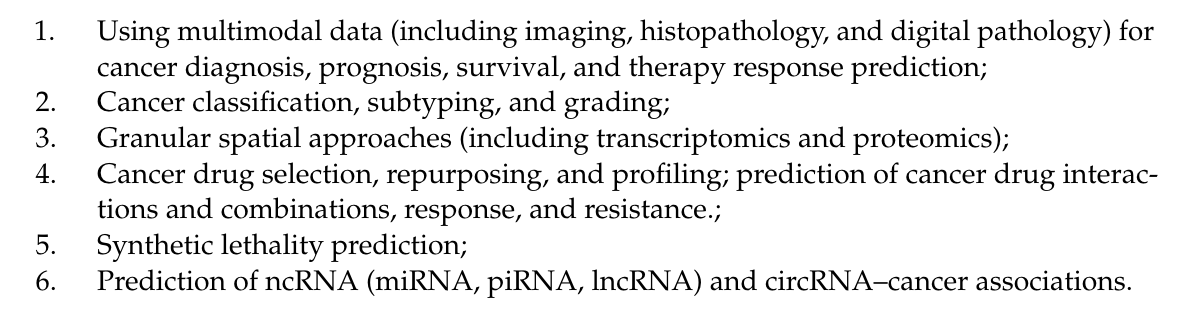 1. Using multimodal data (including imaging, histopathology, and digital pathology) for
cancer diagnosis, prognosis, survival, and therapy response prediction;
2. Cancer classification, subtyping, and grading;
3. Granular spatial approaches (including transcriptomics and proteomics);
4. Cancer drug selection, repurposing, and profiling; prediction of cancer drug interac-
tions and combinations, response, and resistance.;
5. Synthetic lethality prediction;
6. Prediction of ncRNA (miRNA, piRNA, lncRNA) and circRNA–cancer associations.